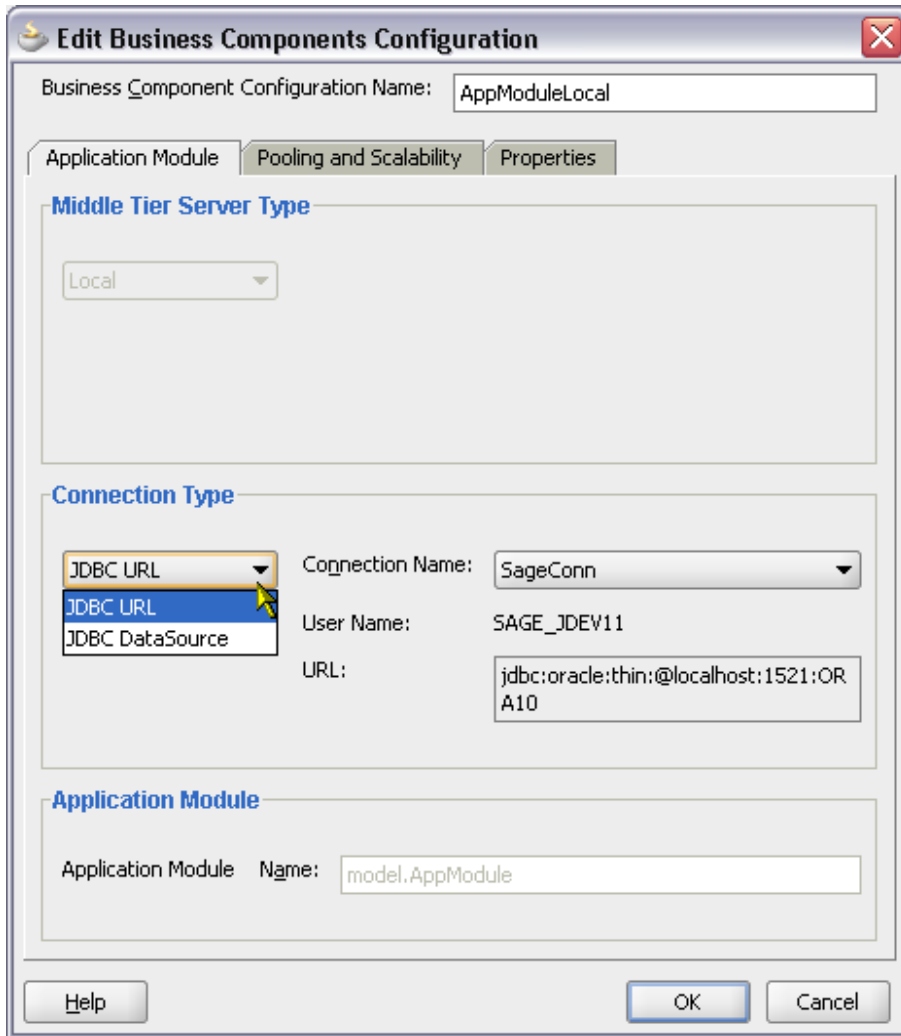 Edit Business Components Configuration
Business Component Configuration Name: AppModuleLocal
Application Module Pooling and Scalability Properties
Middle Tier Server Type
Local
Connection Type
JDBC URL Connection Name: SageConn
JDBC URL
JDBC DataSource
User Name: SAGE_JDEV11
URL: jdbc:oracle:thin:@localhost:1521:OR
A10
Application Module
Application Module Name: model.AppModule
Help OK Cancel